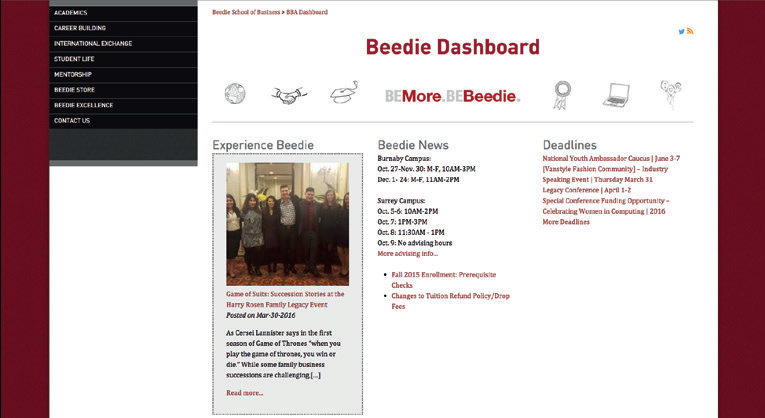 ACADEMICS
CAREER BUILDING
INTERNATIONAL EXCHANGE
STUDENT LIFE
MENTORSHIP
BEEDIE STORE
BEEDIE EXCELLENCE
CONTACT US
Beedie School of Business > BBA Dashboard
Beedie Dashboard
BEMore.BEBeedie.
Experience Beedie
Game of Suits: Succession Stories at the
Harry Rosen Family Legacy Event
Posted on Mar-30-2016
As Cersei Lannister says in the first
season of Game of Thrones "when you
play the game of thrones, you win or
die." While some family business
successions are challenging,[...]
Read more...
Beedie News
Burnaby Campus:
Oct. 27-Nov. 30: M-F, 10AM-3PM
Dec. 1- 24: M-F, 11AM-2PM
Surrey Campus:
Oct. 5-6: 10AM-2PM
Oct. 7: 1PM-3PM
Oct. 8: 11:30AM - 1PM
Oct. 9: No advising hours
More advising info...
Fall 2015 Enrollment: Prerequisite
Checks
Changes to Tuition Refund Policy/Drop
Fees
Deadlines
National Youth Ambassador Caucus | June 3-7
[Vanstyle Fashion Community] – Industry
Speaking Event | Thursday March 31
Legacy Conference | April 1-2
Special Conference Funding Opportunity –
Celebrating Women in Computing | 2016
More Deadlines